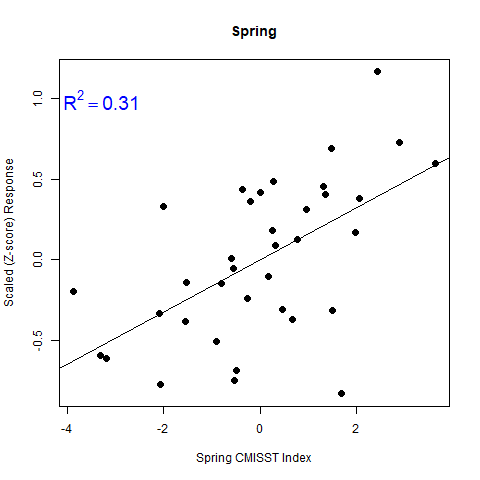 Spring
R² = 0.31
Scaled (Z-score) Response
1.0
0.5
0.0
-0.5
-4
-2
0
2
Spring CMISST Index